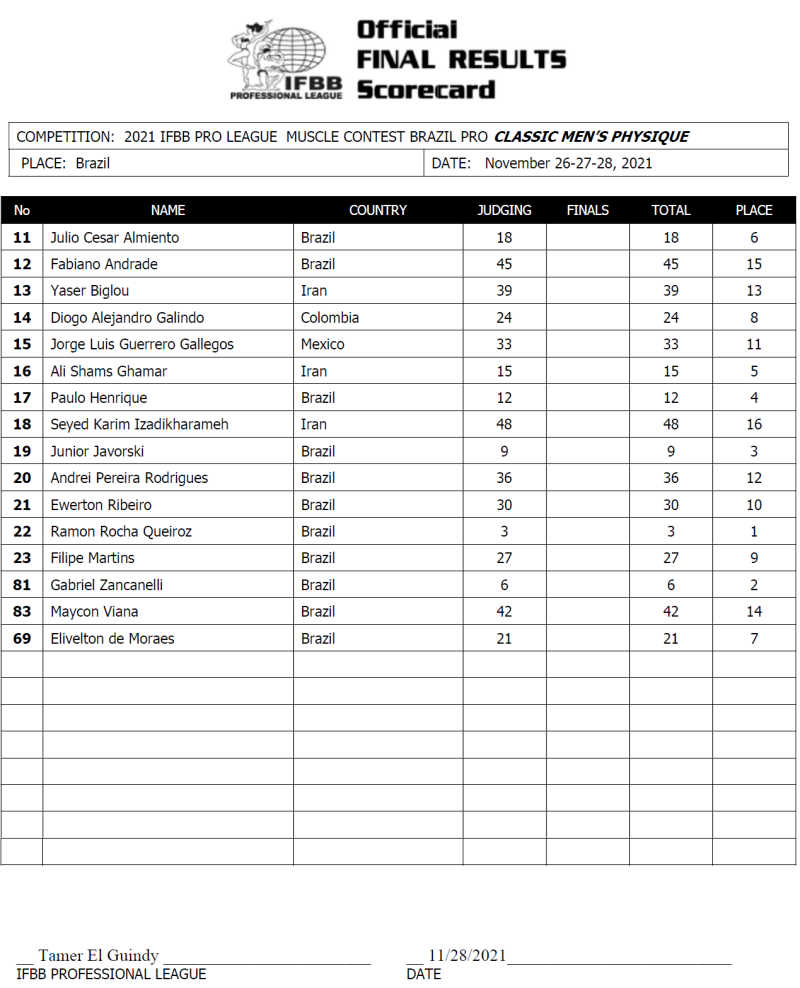 Official
FINAL RESULTS
Scorecard
IFBB
PROFESSIONAL LEAGUE
COMPETITION: 2021 IFBB PRO LEAGUE MUSCLE CONTEST BRAZIL PRO CLASSIC MEN'S PHYSIQUE
PLACE: Brazil DATE: November 26-27-28, 2021
No NAME COUNTRY JUDGING FINALS TOTAL PLACE
11 Julio Cesar Almiento Brazil 18 18 6
12 Fabiano Andrade Brazil 45 45 15
13 Yaser Biglou Iran 39 39 13
14 Diogo Alejandro Galindo Colombia 24 24 8
15 Jorge Luis Guerrero Gallegos Mexico 33 33 11
16 Ali Shams Ghamar Iran 15 15 5
17 Paulo Henrique Brazil 12 12 4
18 Seyed Karim Izadikharameh Iran 48 48 16
19 Junior Javorski Brazil 9 9 3
20 Andrei Pereira Rodrigues Brazil 36 36 12
21 Ewerton Ribeiro Brazil 30 30 10
22 Ramon Rocha Queiroz Brazil 3 3 1
23 Filipe Martins Brazil 27 27 9
81 Gabriel Zancanelli Brazil 6 6 2
83 Maycon Viana Brazil 42 42 14
69 Elivelton de Moraes Brazil 21 21 7
__ Tamer El Guindy ________________________ __ 11/28/2021__________________________
IFBB PROFESSIONAL LEAGUE DATE